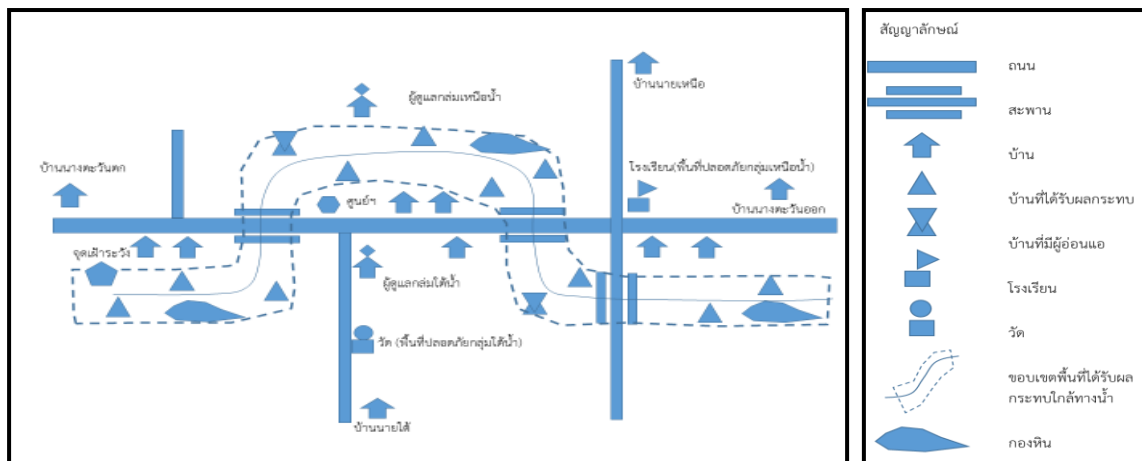 ผู้ดูแลกลุ่มเหนือน้ำ
บ้านนายเหนือ
บ้านนางตะวันตก
โรงเรียน(พื้นที่ปลอดภัยกลุ่มเหนือน้ำ)
ศูนย์ฯ
บ้านนางตะวันออก
จุดเฝ้าระวัง
ผู้ดูแลกลุ่มใต้น้ำ
วัด (พื้นที่ปลอดภัยกลุ่มใต้น้ำ)
บ้านนายใต้
สัญญาลักษณ์
ถนน
สะพาน
บ้าน
บ้านที่ได้รับผลกระทบ
บ้านที่มีผู้อ่อนแอ
โรงเรียน
วัด
ขอบเขตพื้นที่ได้รับผล
กระทบใกล้ทางน้ำ
กองหิน